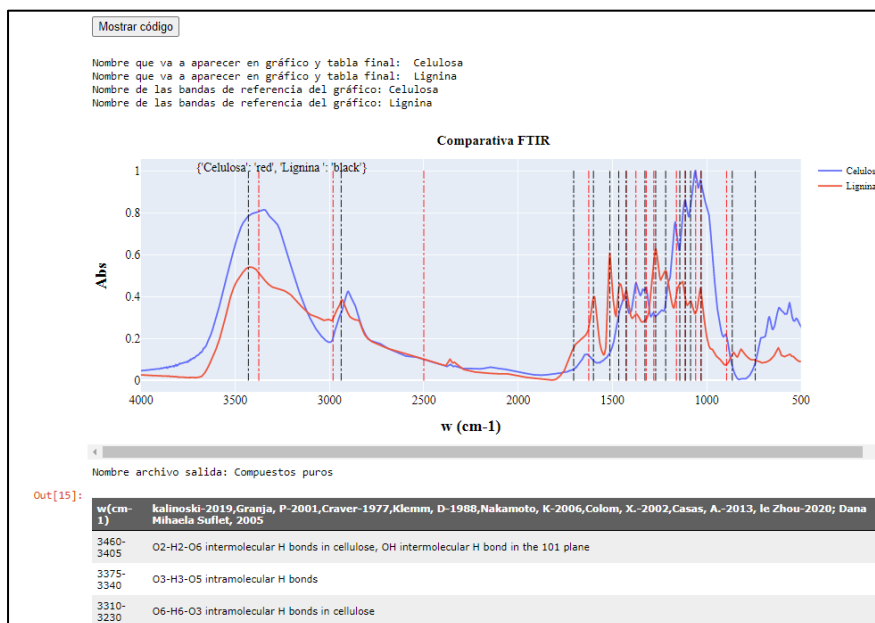 Mostrar código
Nombre que va a aparecer en gráfico y tabla final:  Celulosa
Nombre que va a aparecer en gráfico y tabla final:  Lignina
Nombre de las bandas de referencia del gráfico: Celulosa
Nombre de las bandas de referencia del gráfico: Lignina
Comparativa FTIR
{'Celulosa': 'red', 'Lignina ': 'black'}
Celulos
Lignina
1
0.8
0.6
0.4
0.2
0
Abs
4000 3500 3000 2500 2000 1500 1000 500
w (cm-1)
Nombre archivo salida: Compuestos puros
Out[15]:
w(cm-
1)
kalinoski-2019,Granja, P-2001,Craver-1977,Klemm, D-1988,Nakamoto, K-2006,Colom, X.-2002,Casas, A.-2013, le Zhou-2020; Dana
Mihaela Suflet, 2005
3460-
3405
O2-H2-O6 intermolecular H bonds in cellulose, OH intermolecular H bond in the 101 plane
3375-
3340
O3-H3-O5 intramolecular H bonds
3310-
3230
O6-H6-O3 intramolecular H bonds in cellulose